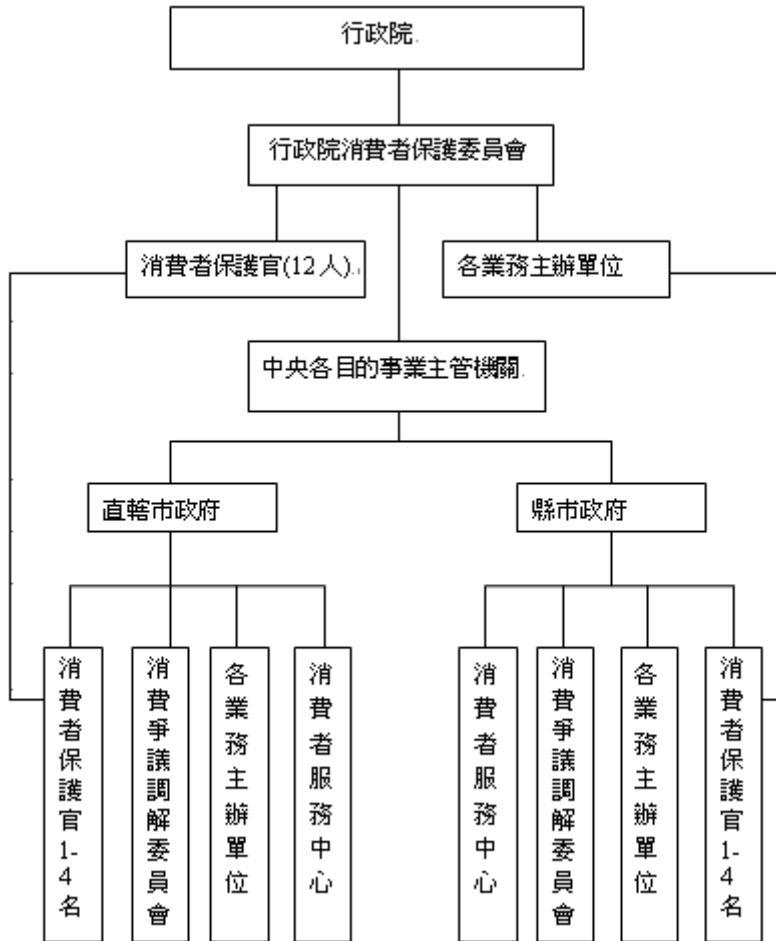 行政院.
行政院消費者保護委員會
消費者保護官(12人).
各業務主辦單位
中央各目的事業主管機關.
直轄市政府
縣市政府
消費者保護官1-4名
消費爭議調解委員會
各業務主辦單位
消費者服務中心
消費者服務中心
消費爭議調解委員會
各業務主辦單位
消費者保護官1-4名